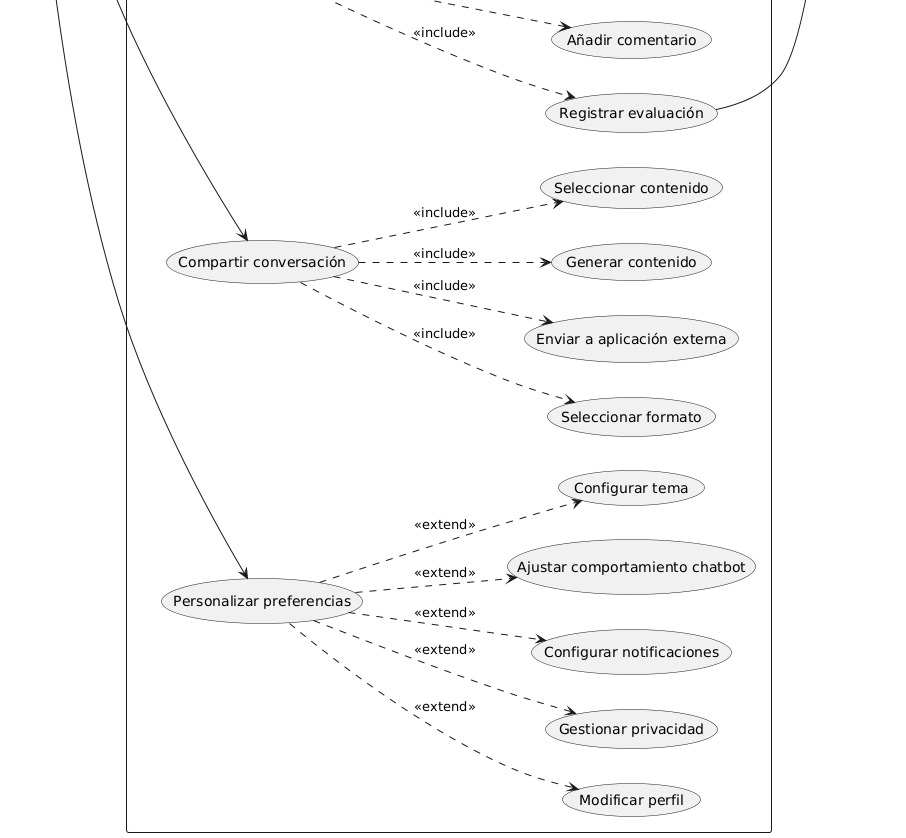 Añadir comentario
«include»
Registrar evaluación
Seleccionar contenido
«include»
«include»
Compartir conversación
Generar contenido
«include»
Enviar a aplicación externa
«include»
Seleccionar formato
Configurar tema
«extend»
Ajustar comportamiento chatbot
«extend»
Personalizar preferencias
«extend»
Configurar notificaciones
«extend»
Gestionar privacidad
«extend»
Modificar perfil